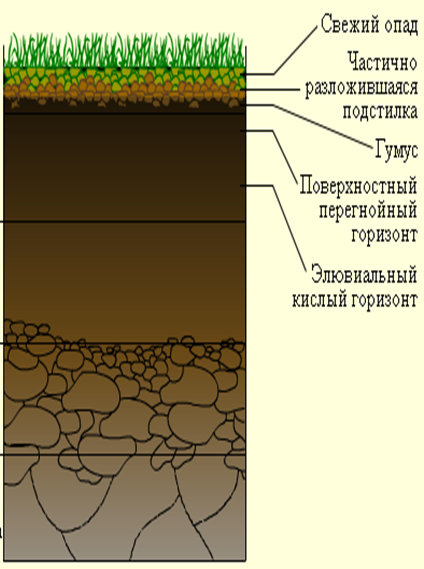 Свежий опад
Частично
разложившаяся
подстилка
Гумус
Поверхностный
перегнойный
горизонт
Элювиальный
кислый горизонт